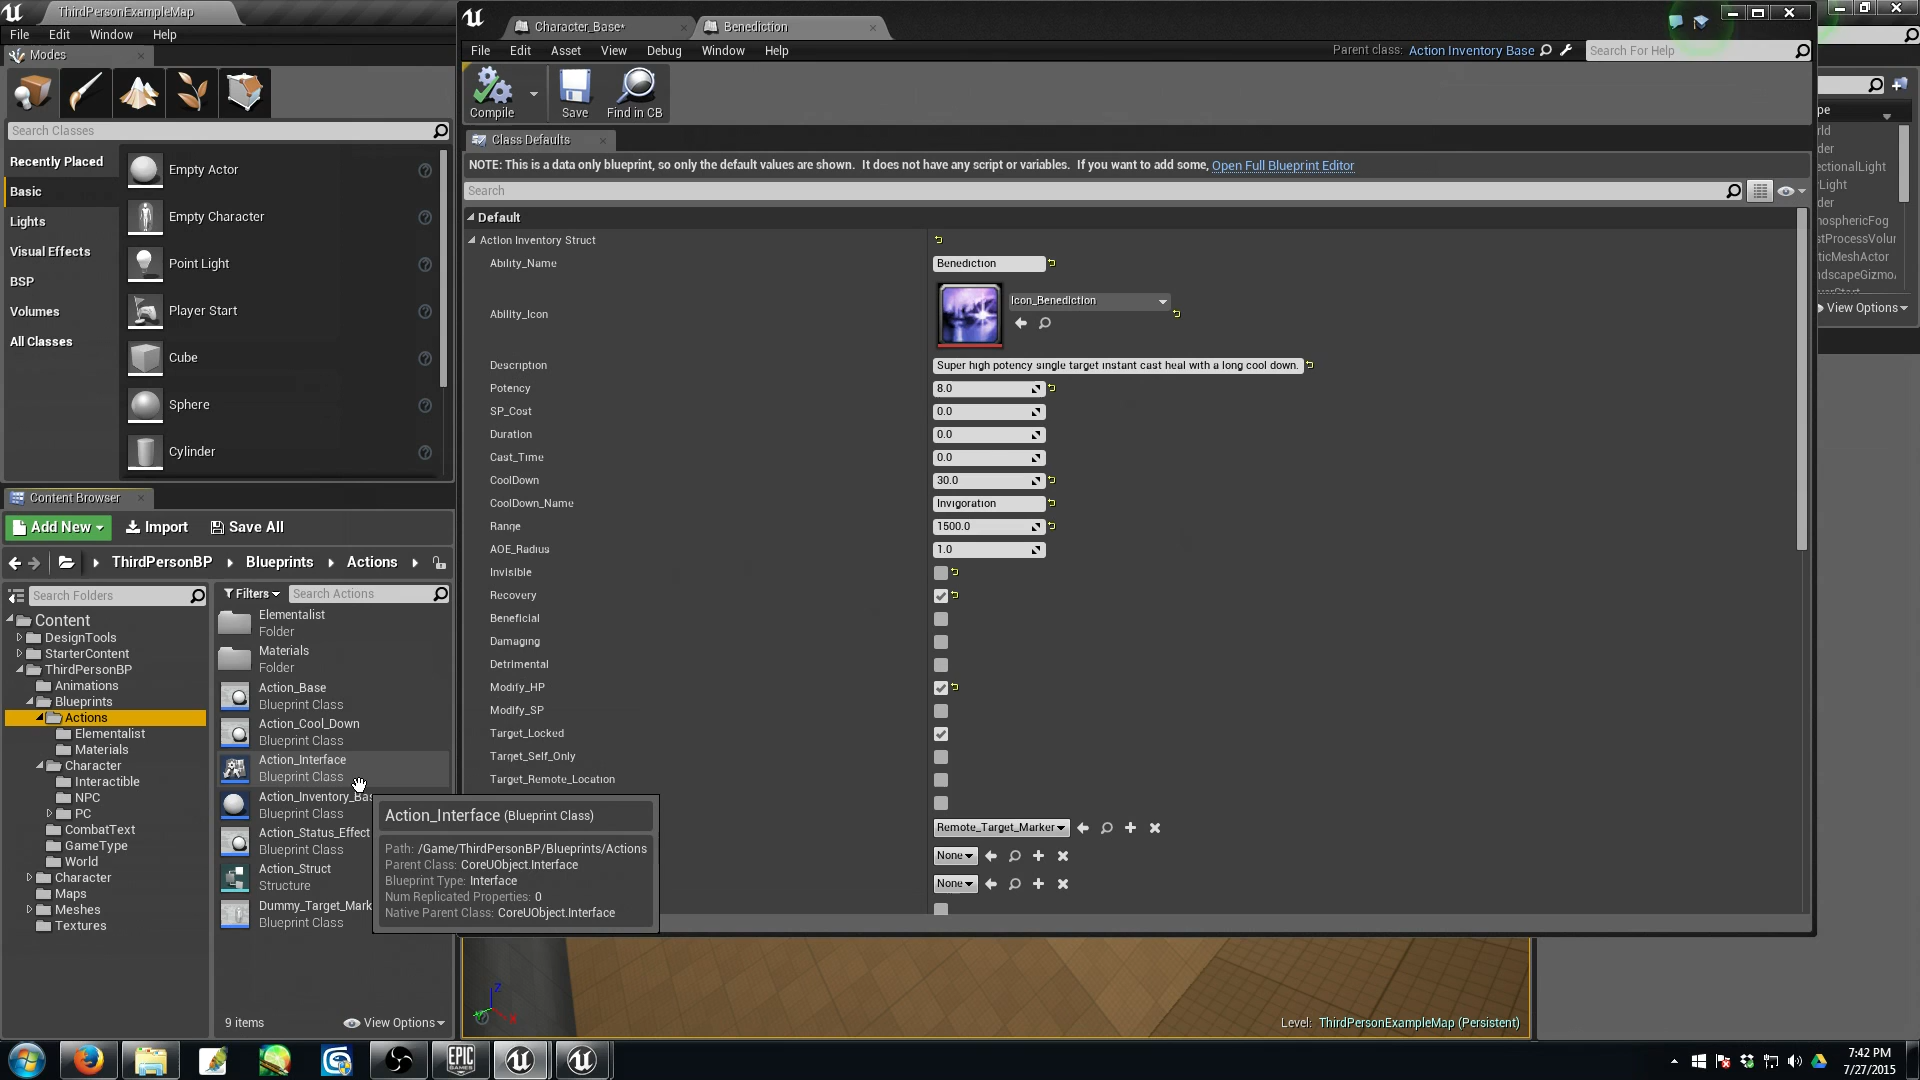 ThirdPersonExampleMap
File Edit Window Help
Modes
Search Classes
Recently Placed
Basic
Lights
Visual Effects
BSP
Volumes
All Classes
Empty Actor
Empty Character
Point Light
Player Start
Cube
Sphere
Cylinder
Content Browser
Add New Import Save All
ThirdPersonBP Blueprints Actions
Search Folders
Content
DesignTools
StarterContent
ThirdPersonBP
Animations
Blueprints
Actions
Elementalist
Materials
Character
Interactible
NPC
PC
CombatText
GameType
World
Character
Maps
Meshes
Textures
Filters Search Actions
Elementalist
Folder
Materials
Folder
Action_Base
Blueprint Class
Action_Cool_Down
Blueprint Class
Action_Interface
Blueprint Class
Action_Inventory_Bas
Blueprint Class
Action_Status_Effect
Blueprint Class
Action_Struct
Structure
Dummy_Target_Mark
Blueprint Class
9 items View Options
Action_Interface (Blueprint Class)
Path: /Game/ThirdPersonBP/Blueprints/Actions
Parent Class: CoreUObject.Interface
Blueprint Type: Interface
Num Replicated Properties: 0
Native Parent Class: CoreUObject.Interface
Character_Base* Benediction
File Edit Asset View Debug Window Help
Parent class: Action Inventory Base Search For Help
Compile Save Find in CB
Class Defaults
NOTE: This is a data only blueprint, so only the default values are shown. It does not have any script or variables. If you want to add some, Open Full Blueprint Editor
Search
Default
Action Inventory Struct
Ability_Name Benediction
Ability_Icon Icon_Benediction
Description Super high potency single target instant cast heal with a long cool down.
Potency 8.0
SP_Cost 0.0
Duration 0.0
Cast_Time 0.0
CoolDown 30.0
CoolDown_Name Invigoration
Range 1500.0
AOE_Radius 1.0
Invisible
Recovery
Beneficial
Damaging
Detrimental
Modify_HP
Modify_SP
Target_Locked
Target_Self_Only
Target_Remote_Location
Remote_Target_Marker
None
None
Level: ThirdPersonExampleMap (Persistent)
pe
rld
der
ectionalLight
Light
der
nosphericFog
stProcessVolur
ticMeshActor
ndscapeGizmo
View Options
EPIC GAMES
7:42 PM
7/27/2015